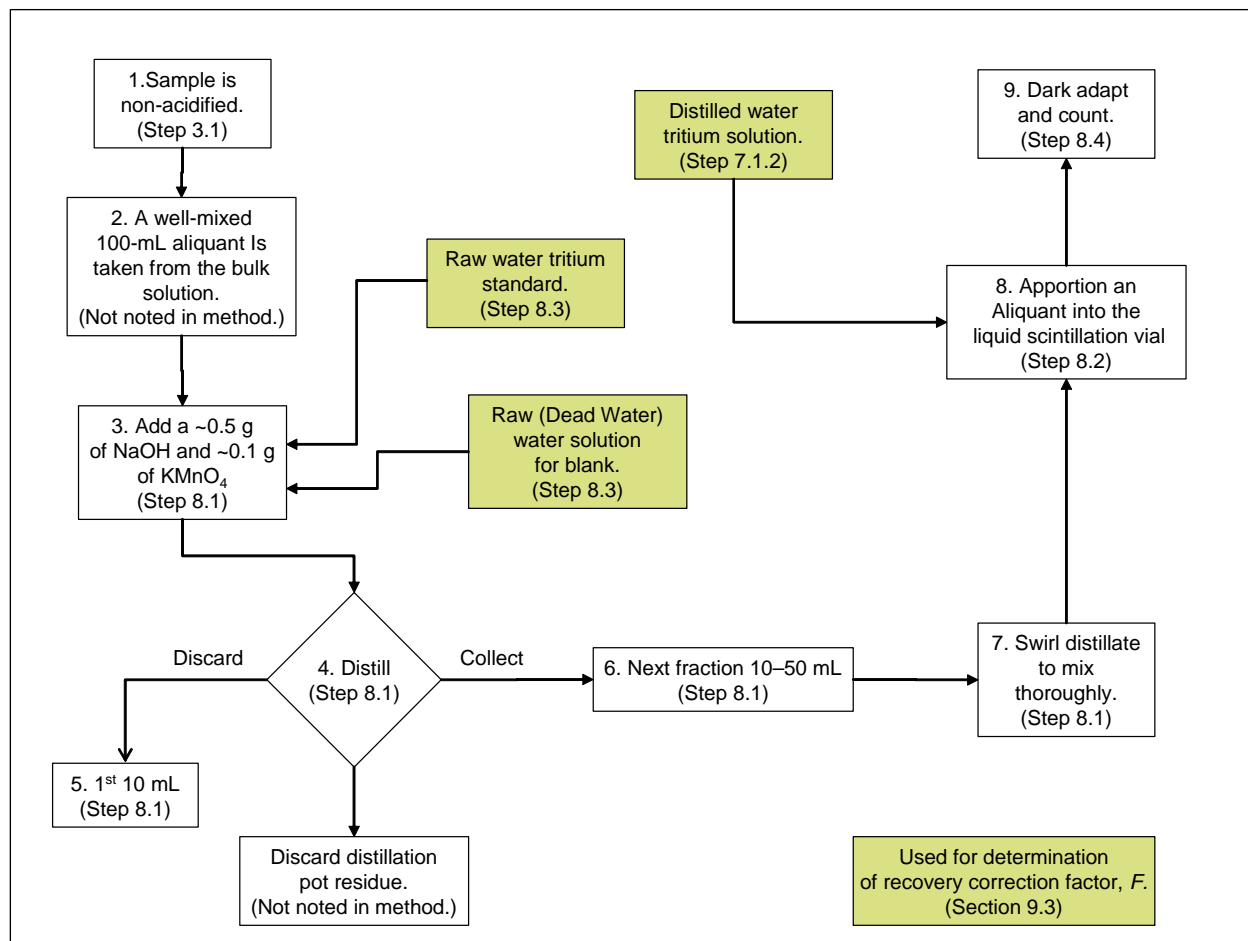 1.Sample is
non-acidified.
(Step 3.1)
2. A well-mixed
100-mL aliquant Is
taken from the bulk
solution.
(Not noted in method.)
3. Add a ~0.5 g
of NaOH and ~0.1 g
of KMnO4
(Step 8.1)
Raw water tritium
standard.
(Step 8.3)
Raw (Dead Water)
water solution
for blank.
(Step 8.3)
Discard
4. Distill
(Step 8.1)
Collect
5. 1st 10 mL
(Step 8.1)
Discard distillation
pot residue.
(Not noted in method.)
6. Next fraction 10–50 mL
(Step 8.1)
7. Swirl distillate
to mix
thoroughly.
(Step 8.1)
Distilled water
tritium solution.
(Step 7.1.2)
8. Apportion an
Aliquant into the
liquid scintillation vial
(Step 8.2)
9. Dark adapt
and count.
(Step 8.4)
Used for determination
of recovery correction factor, F.
(Section 9.3)